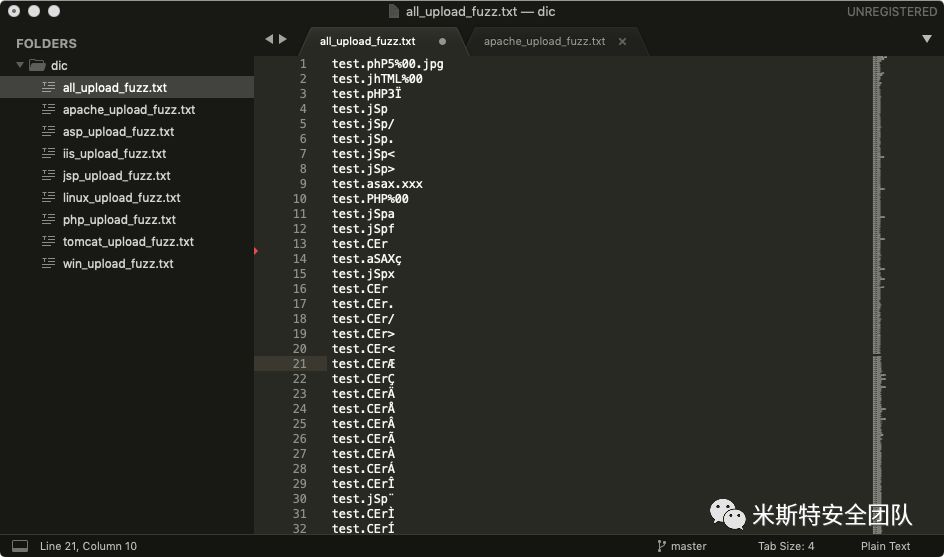 all_upload_fuzz.txt — dic
UNREGISTERED
FOLDERS
dic
all_upload_fuzz.txt
apache_upload_fuzz.txt
asp_upload_fuzz.txt
iis_upload_fuzz.txt
jsp_upload_fuzz.txt
linux_upload_fuzz.txt
php_upload_fuzz.txt
tomcat_upload_fuzz.txt
win_upload_fuzz.txt
all_upload_fuzz.txt
apache_upload_fuzz.txt
1 test.phP5%00.jpg
2 test.jhTML%00
3 test.pHP3Ï
4 test.jSp
5 test.jSp/
6 test.jSp.
7 test.jSp<
8 test.jSp>
9 test.asax.xxx
10 test.PHP%00
11 test.jSpa
12 test.jSpf
13 test.CEr
14 test.aSAXç
15 test.jSpx
16 test.CEr
17 test.CEr.
18 test.CEr/
19 test.CEr>
20 test.CEr<
21 test.CErÆ
22 test.CErÇ
23 test.CErÄ
24 test.CErÅ
25 test.CErÂ
26 test.CErÃ
27 test.CErÀ
28 test.CErÁ
29 test.CErÎ
30 test.jSp¨
31 test.CErÌ
32 test.CErÍ
米斯特安全团队
Line 21, Column 10
master
Tab Size: 4
Plain Text